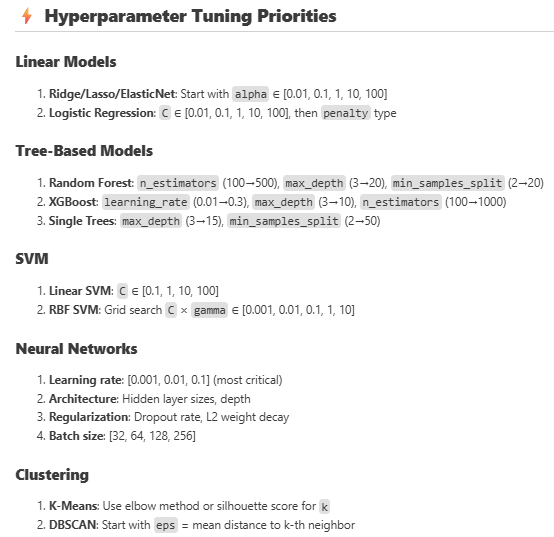 ⚡ Hyperparameter Tuning Priorities
Linear Models
1. Ridge/Lasso/ElasticNet: Start with alpha ∈ [0.01, 0.1, 1, 10, 100]
2. Logistic Regression: C ∈ [0.01, 0.1, 1, 10, 100], then penalty type
Tree-Based Models
1. Random Forest: n_estimators (100→500), max_depth (3→20), min_samples_split (2→20)
2. XGBoost: learning_rate (0.01→0.3), max_depth (3→10), n_estimators (100→1000)
3. Single Trees: max_depth (3→15), min_samples_split (2→50)
SVM
1. Linear SVM: C ∈ [0.1, 1, 10, 100]
2. RBF SVM: Grid search C × gamma ∈ [0.001, 0.01, 0.1, 1, 10]
Neural Networks
1. Learning rate: [0.001, 0.01, 0.1] (most critical)
2. Architecture: Hidden layer sizes, depth
3. Regularization: Dropout rate, L2 weight decay
4. Batch size: [32, 64, 128, 256]
Clustering
1. K-Means: Use elbow method or silhouette score for k
2. DBSCAN: Start with eps = mean distance to k-th neighbor